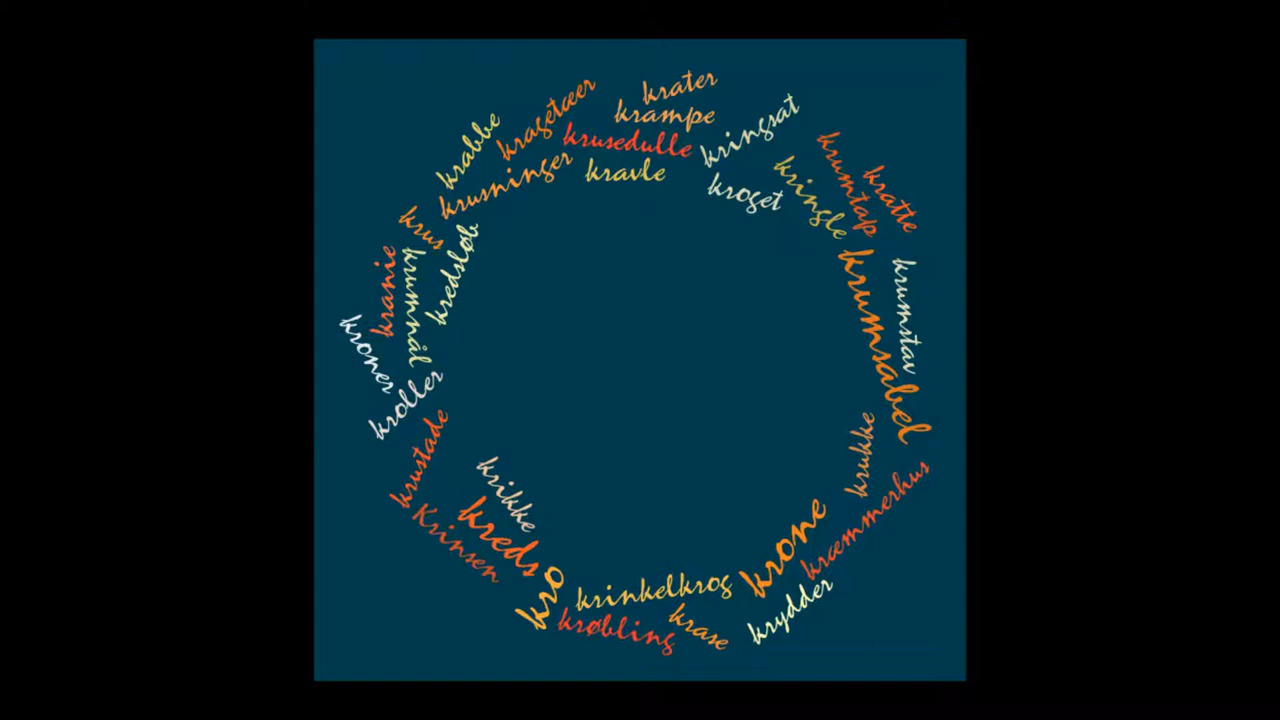 krater
krampe
krusedulle
kravle
kringsat
kroget
kringle
krumtap
kratte
krumsabel
krumstav
krukke
kræmmerhus
krone
krydder
krase
krinkelkrog
krøbling
kro
kreds
krikke
Krinsen
krustade
kroller
kroner
krumnål
kranie
kredsløb
krus
krusninger
krabbe
kragetæer